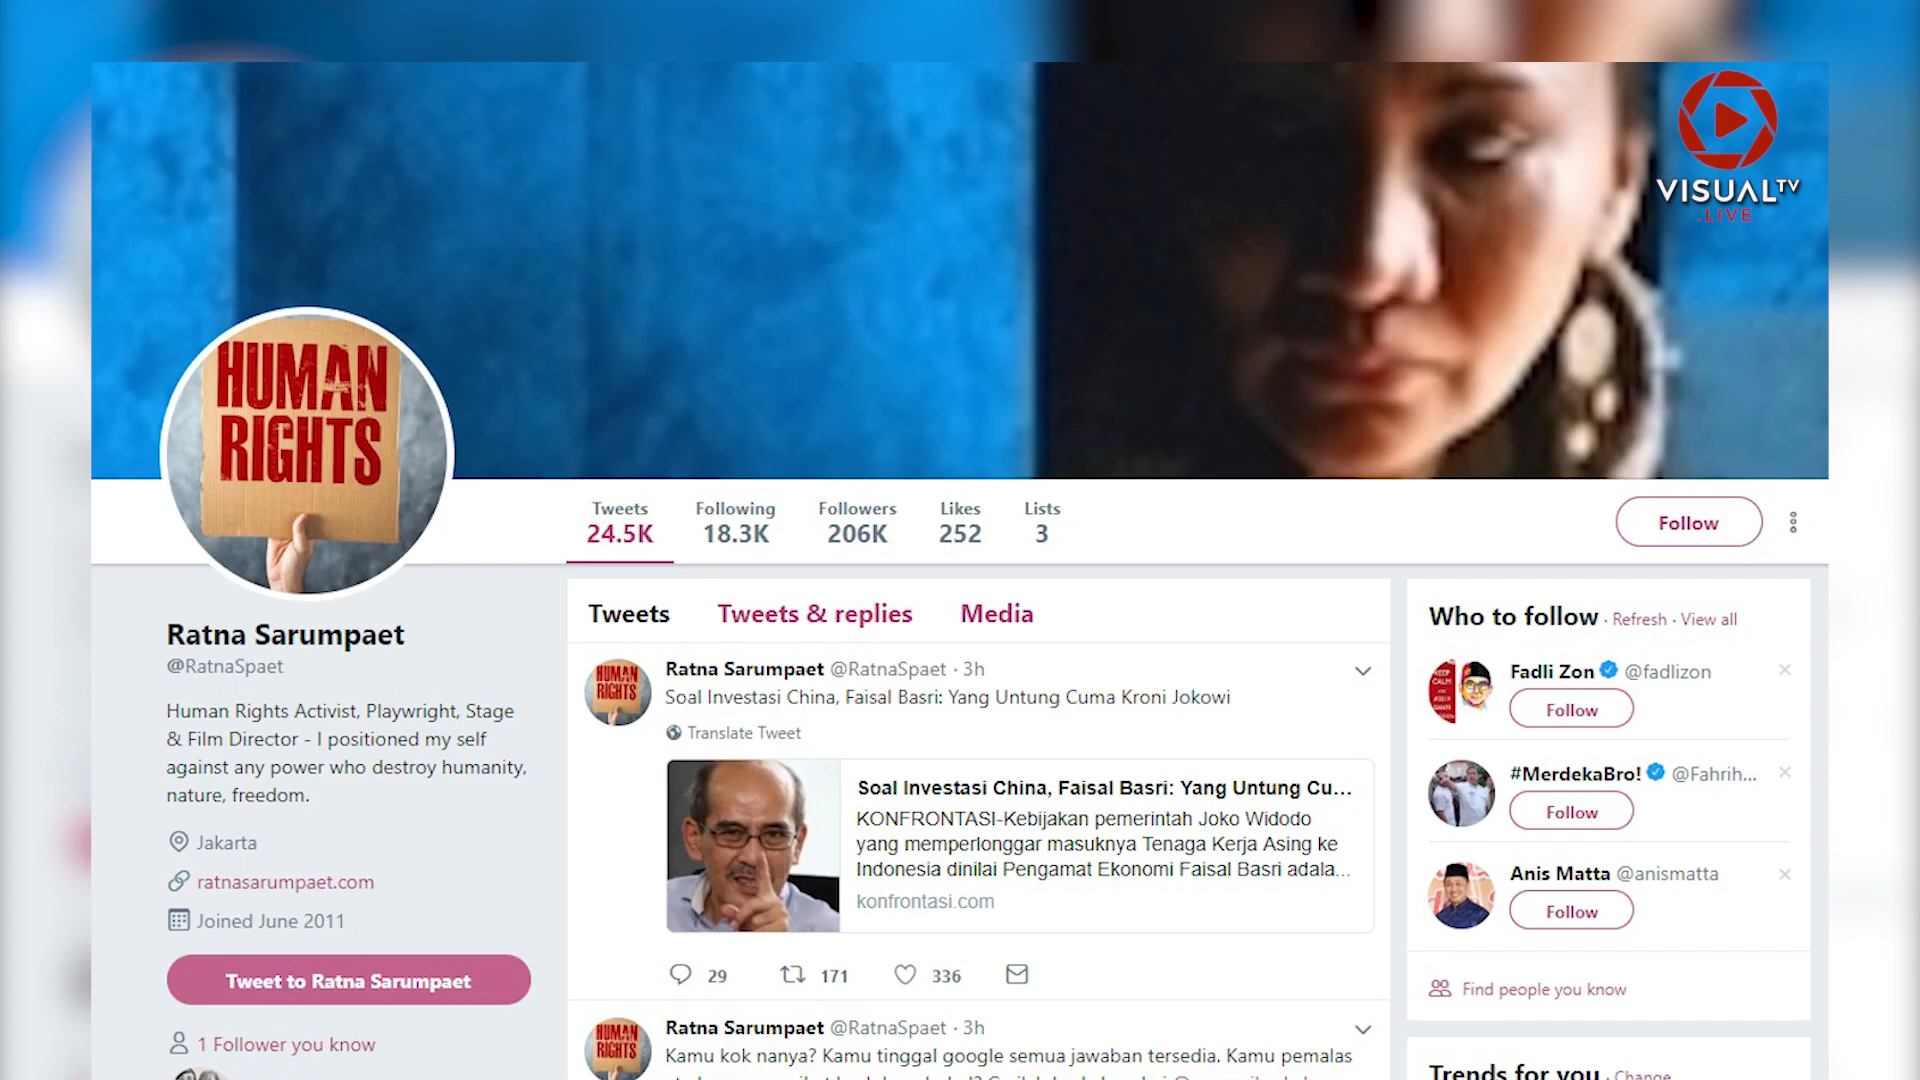 VISUALTV
.LIVE
HUMAN
RIGHTS
Tweets
24.5K
Following
18.3K
Followers
206K
Likes
252
Lists
3
Follow
Ratna Sarumpaet
@RatnaSpaet
Human Rights Activist, Playwright, Stage
& Film Director - I positioned my self
against any power who destroy humanity,
nature, freedom.
Jakarta
ratnasarumpaet.com
Joined June 2011
Tweet to Ratna Sarumpaet
1 Follower you know
Tweets Tweets & replies Media
HUMAN
RIGHTS
Ratna Sarumpaet @RatnaSpaet · 3h
Soal Investasi China, Faisal Basri: Yang Untung Cuma Kroni Jokowi
Translate Tweet
Soal Investasi China, Faisal Basri: Yang Untung Cu...
KONFRONTASI-Kebijakan pemerintah Joko Widodo
yang memperlonggar masuknya Tenaga Kerja Asing ke
Indonesia dinilai Pengamat Ekonomi Faisal Basri adala...
konfrontasi.com
29 171 336
HUMAN
RIGHTS
Ratna Sarumpaet @RatnaSpaet · 3h
Kamu kok nanya? Kamu tinggal google semua jawaban tersedia. Kamu pemalas
Who to follow · Refresh · View all
KEEP
CALM
Fadli Zon @fadlizon
Follow
#MerdekaBro! @Fahrih...
Follow
Anis Matta @anismatta
Follow
Find people you know
Trends for you · Change